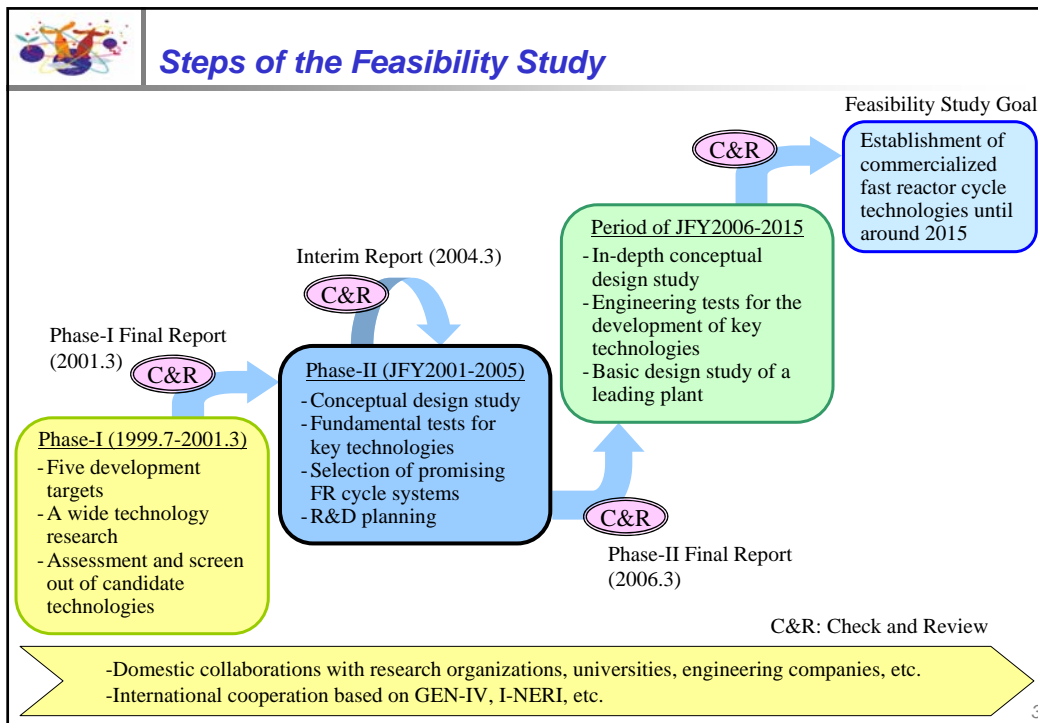 Steps of the Feasibility Study
Feasibility Study Goal
C&R
Establishment of
commercialized
fast reactor cycle
technologies until
around 2015
Period of JFY2006-2015
-In-depth conceptual
design study
-Engineering tests for the
development of key
technologies
-Basic design study of a
leading plant
Interim Report (2004.3)
C&R
Phase-I Final Report
(2001.3)
C&R
Phase-II (JFY2001-2005)
-Conceptual design study
-Fundamental tests for
key technologies
-Selection of promising
FR cycle systems
-R&D planning
Phase-I (1999.7-2001.3)
-Five development
targets
-A wide technology
research
-Assessment and screen
out of candidate
technologies
C&R
Phase-II Final Report
(2006.3)
C&R: Check and Review
-Domestic collaborations with research organizations, universities, engineering companies, etc.
-International cooperation based on GEN-IV, I-NERI, etc.
3